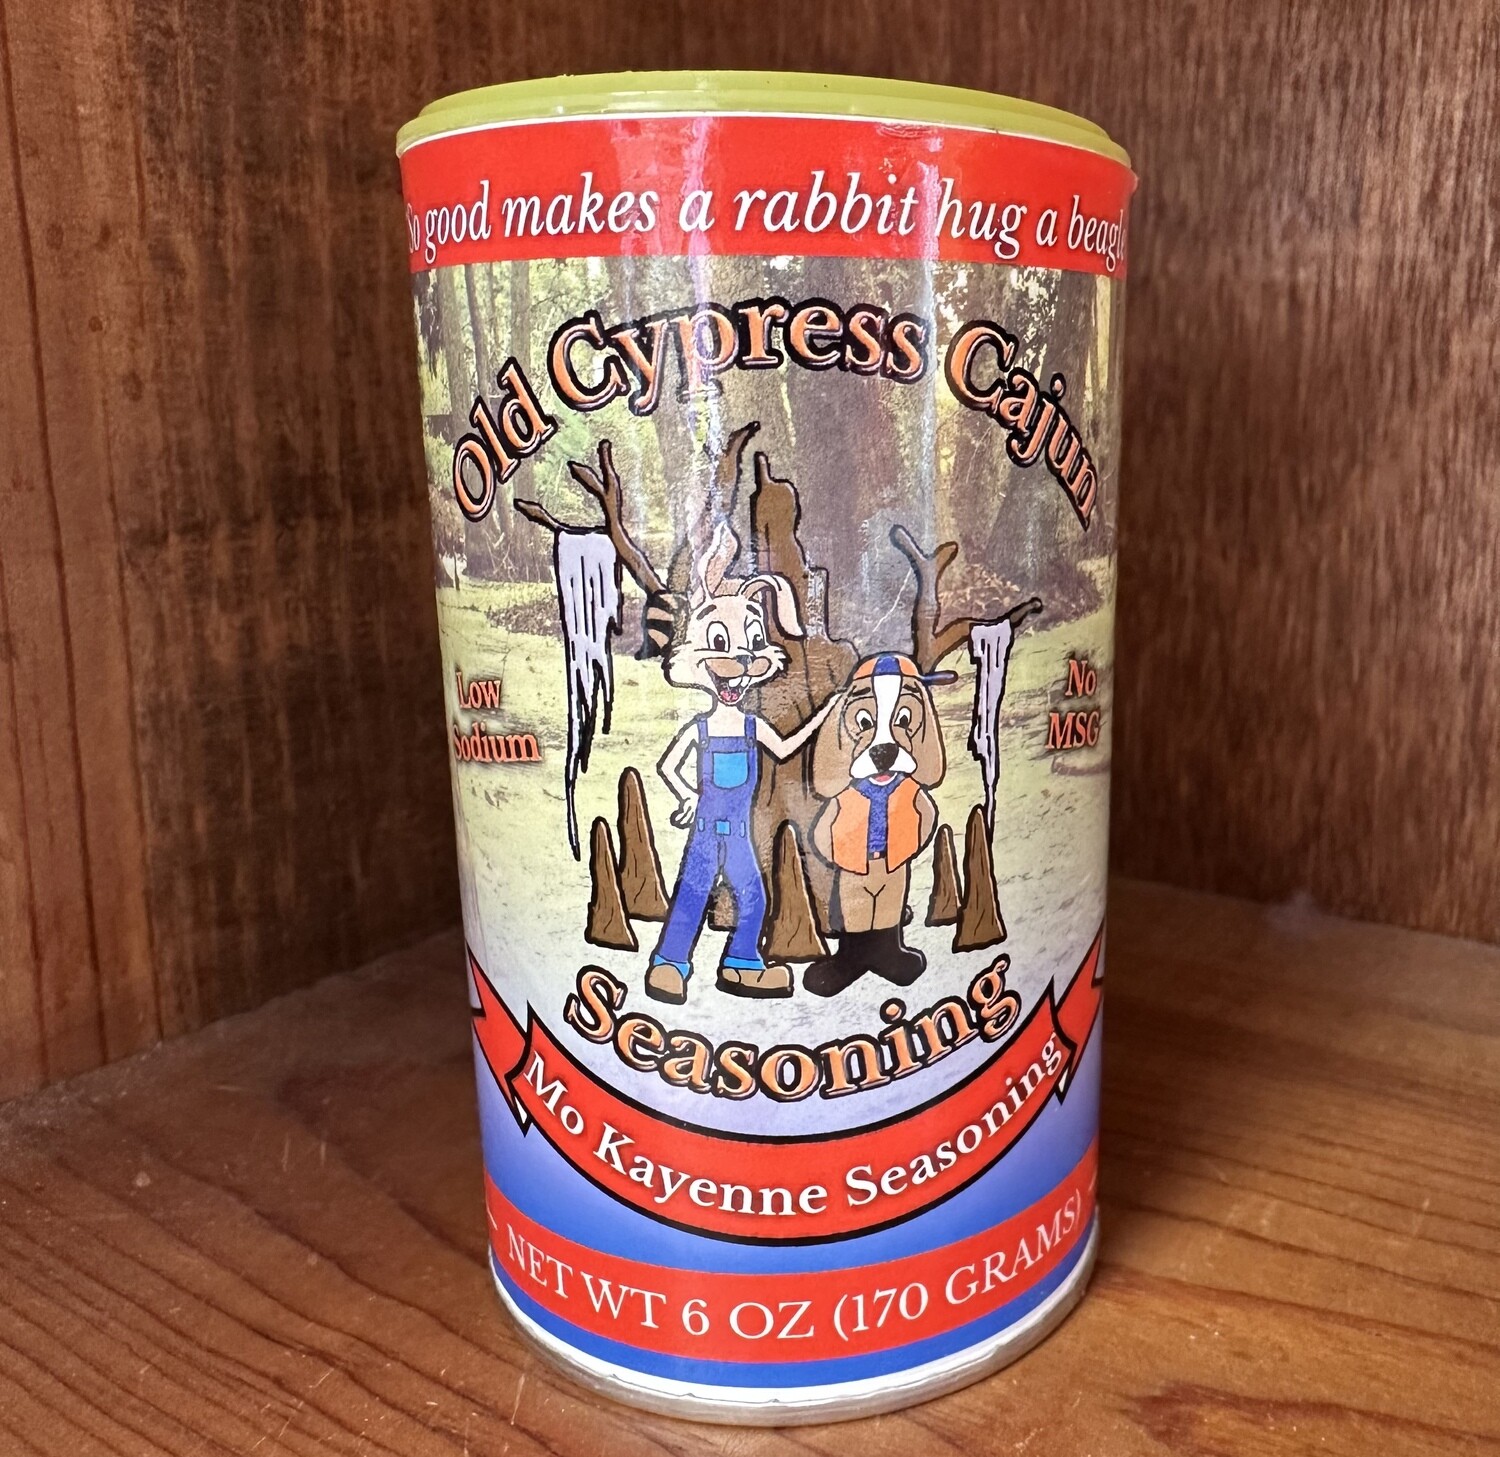 So good makes a rabbit hug a beagle
Old Cypress Cajun
Low
Sodium
No
MSG
Seasoning
Mo Kayenne Seasoning
NET WT 6 OZ (170 GRAMS)